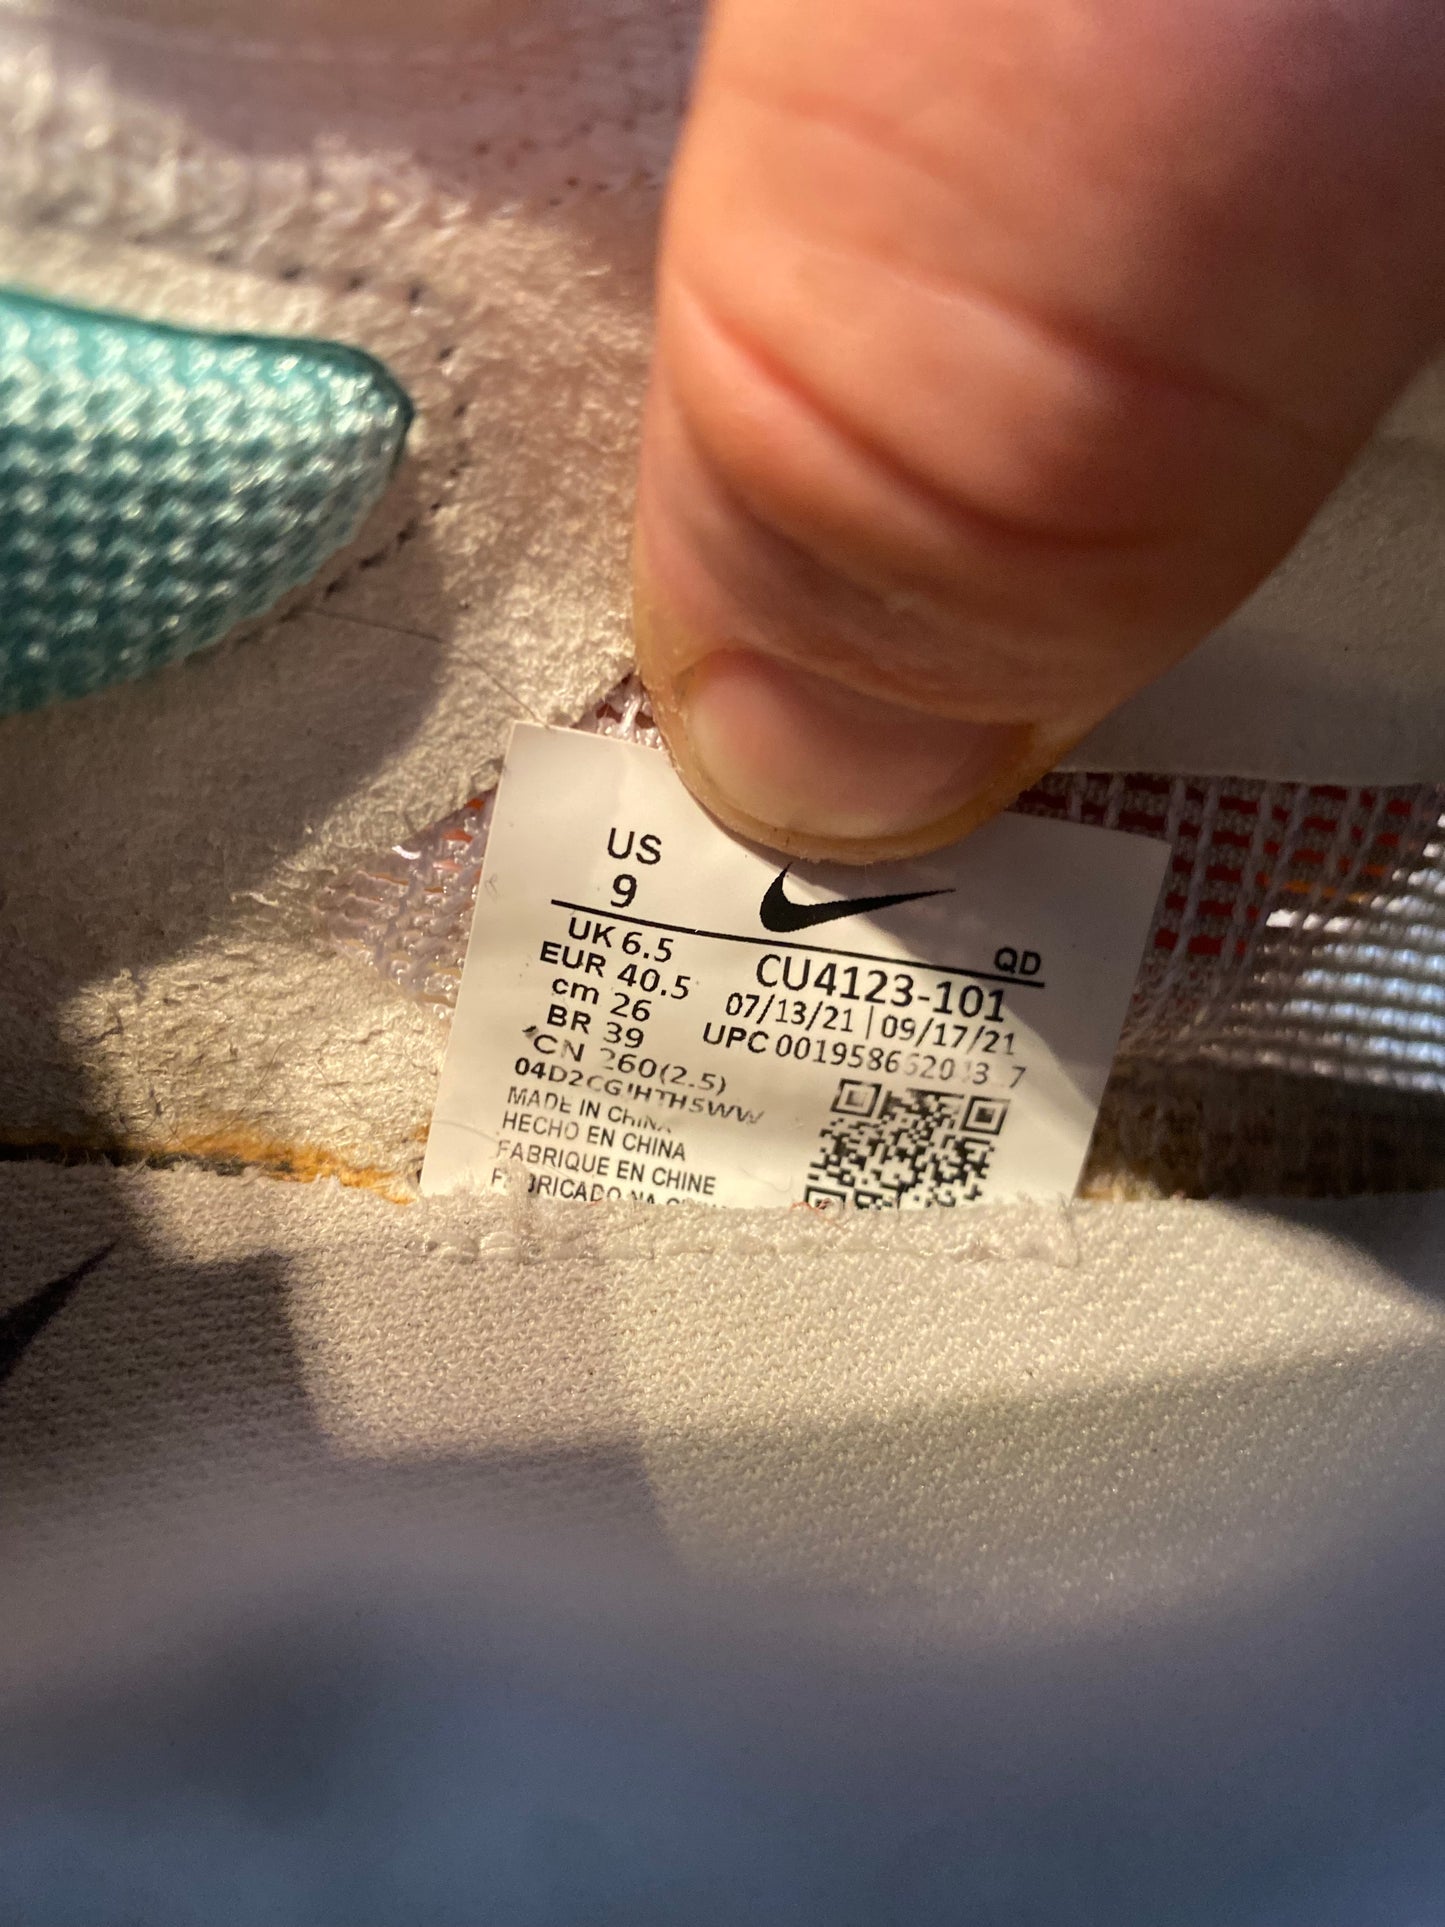 US
9
QD
UK 6.5
EUR 40.5
cm 26
BR 39
CN 260(2.5)
CU4123-101
07/13/21 | 09/17/21
UPC
MADE IN CHINA
HECHO EN CHINA
FABRIQUE EN CHINE